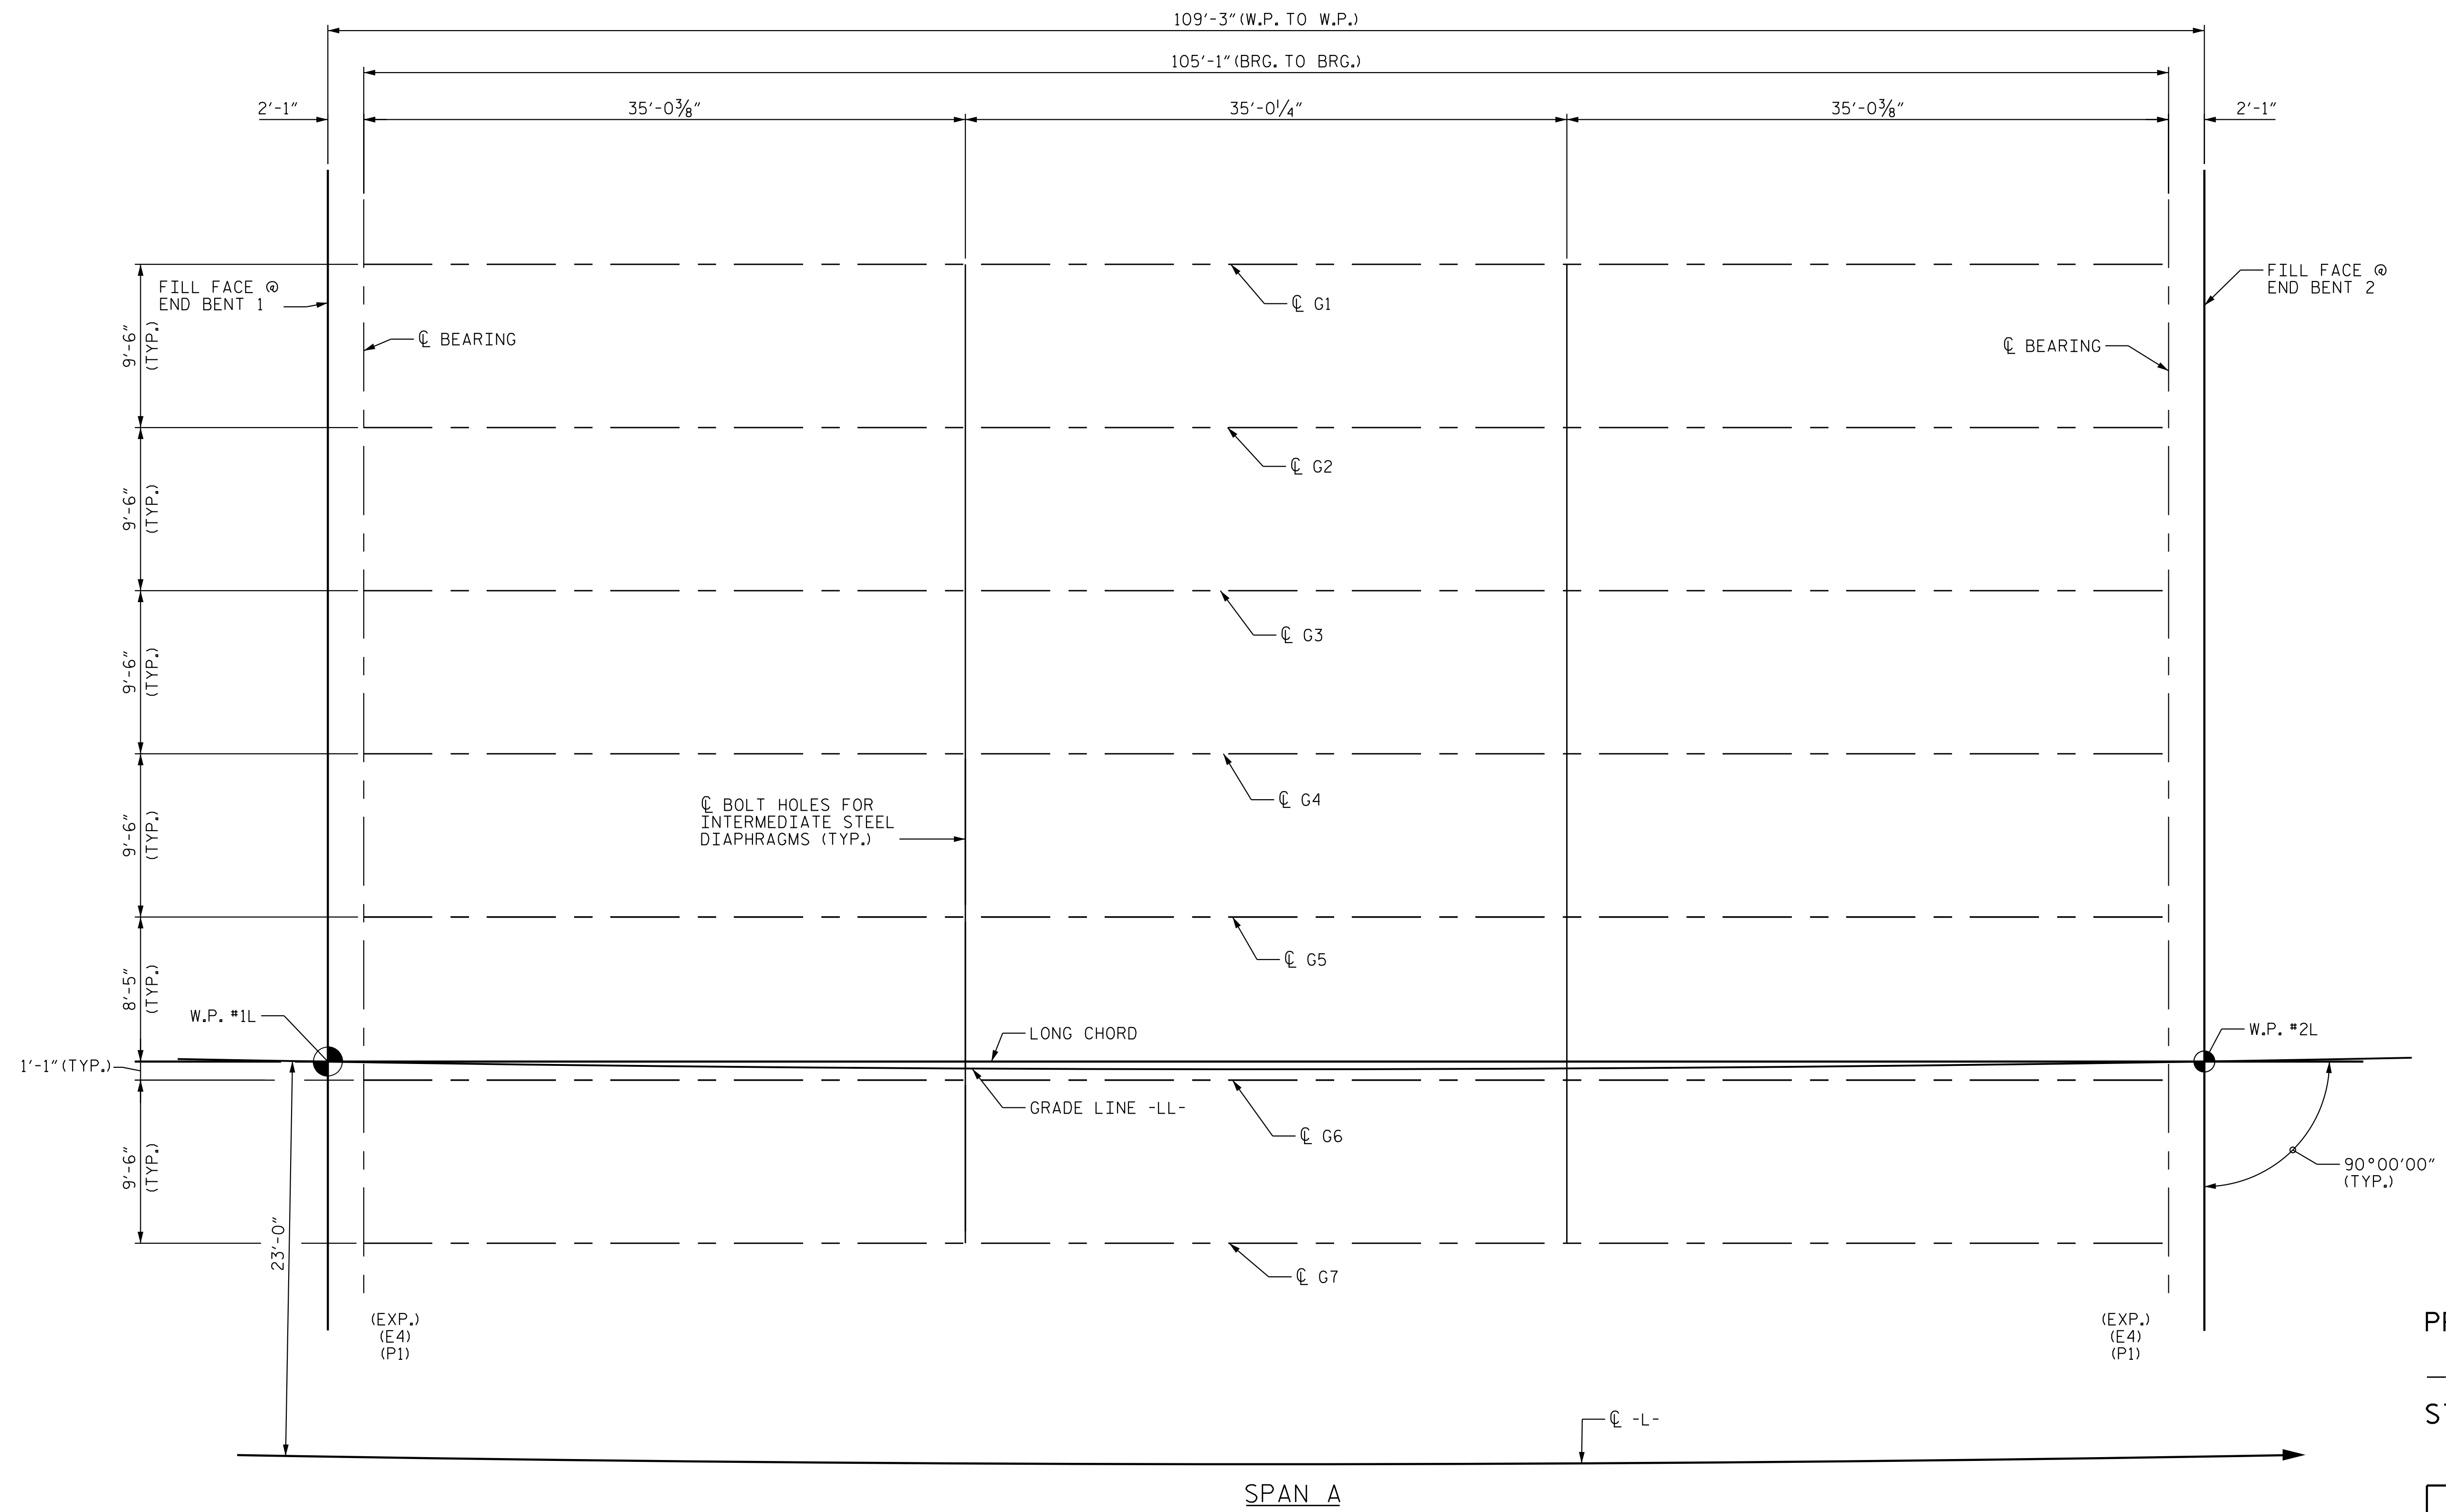 109'-3" (W.P. TO W.P.)
105'-1" (BRG. TO BRG.)
2'-1"
35'-0⅜"
35'-0¼"
35'-0⅜"
2'-1"
FILL FACE @
END BENT 1
FILL FACE @
END BENT 2
℄ G1
℄ BEARING
℄ BEARING
9'-6"
(TYP.)
℄ G2
9'-6"
(TYP.)
℄ G3
9'-6"
(TYP.)
℄ G4
℄ BOLT HOLES FOR
INTERMEDIATE STEEL
DIAPHRAGMS (TYP.)
9'-6"
(TYP.)
℄ G5
8'-5"
(TYP.)
W.P. #1L
LONG CHORD
W.P. #2L
1'-1" (TYP.)
GRADE LINE -LL-
℄ G6
9'-6"
(TYP.)
90°00'00"
(TYP.)
23'-0"
℄ G7
(EXP.)
(E4)
(P1)
(EXP.)
(E4)
(P1)
℄ -L-
SPAN A